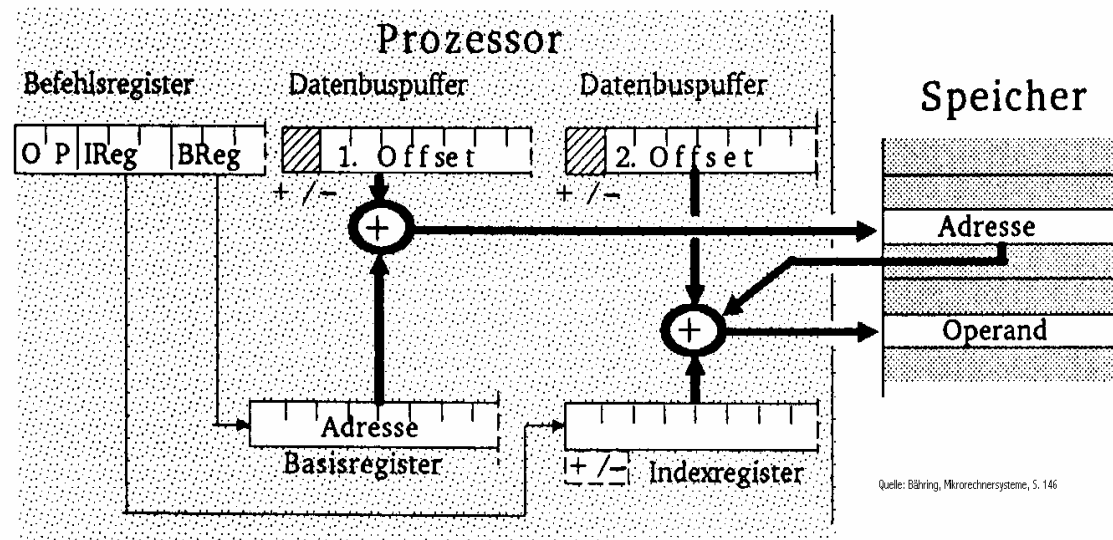 Prozessor
Befehlsregister
Datenbuspuffer
Datenbuspuffer
Speicher
O P IReg BReg
1. Offset
2. Offset
+ / −
+ / −
+
Adresse
+
Operand
Adresse
Basisregister
+ / −
Indexregister
Quelle: Bähring, Mikrorechnersysteme, S. 146